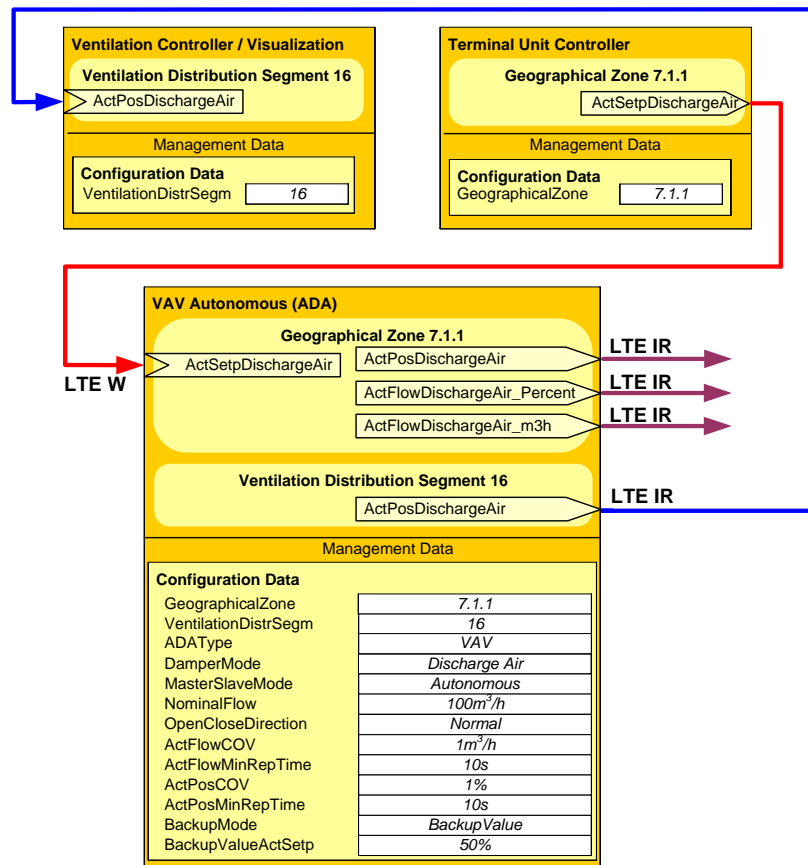 Ventilation Controller / Visualization
Ventilation Distribution Segment 16
ActPosDischargeAir
Management Data
Configuration Data
VentilationDistrSegm 16
Terminal Unit Controller
Geographical Zone 7.1.1
ActSetpDischargeAir
Management Data
Configuration Data
GeographicalZone 7.1.1
VAV Autonomous (ADA)
Geographical Zone 7.1.1
ActSetpDischargeAir
LTE W
ActPosDischargeAir
LTE IR
ActFlowDischargeAir_Percent
LTE IR
ActFlowDischargeAir_m3h
LTE IR
Ventilation Distribution Segment 16
ActPosDischargeAir
LTE IR
Management Data
Configuration Data
GeographicalZone 7.1.1
VentilationDistrSegm 16
ADAType VAV
DamperMode Discharge Air
MasterSlaveMode Autonomous
NominalFlow 100m³/h
OpenCloseDirection Normal
ActFlowCOV 1m³/h
ActFlowMinRepTime 10s
ActPosCOV 1%
ActPosMinRepTime 10s
BackupMode BackupValue
BackupValueActSetp 50%